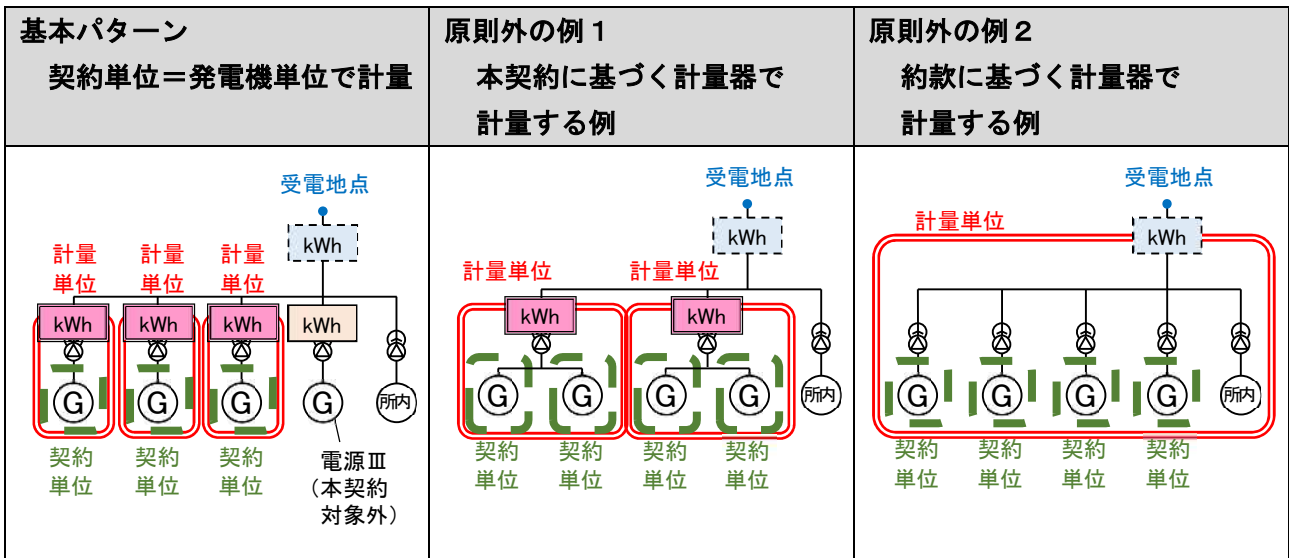 基本パターン
契約単位＝発電機単位で計量
原則外の例１
本契約に基づく計量器で
計量する例
原則外の例２
約款に基づく計量器で
計量する例
受電地点
kWh
計量
単位
計量
単位
計量
単位
kWh
kWh
kWh
kWh
G
G
G
G
所内
契約
単位
契約
単位
契約
単位
電源Ⅲ
（本契約
対象外）
受電地点
kWh
計量単位
計量単位
kWh
kWh
G
G
G
G
所内
契約
単位
契約
単位
契約
単位
契約
単位
受電地点
計量単位
kWh
G
G
G
G
所内
契約
単位
契約
単位
契約
単位
契約
単位